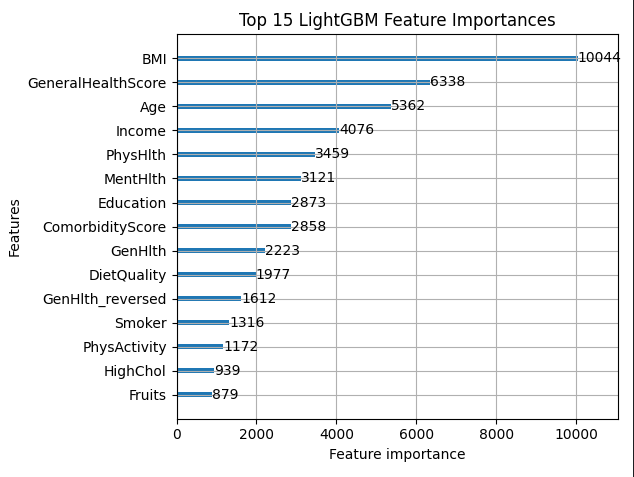 Top 15 LightGBM Feature Importances
Features
BMI 10044
GeneralHealthScore 6338
Age 5362
Income 4076
PhysHlth 3459
MentHlth 3121
Education 2873
ComorbidityScore 2858
GenHlth 2223
DietQuality 1977
GenHlth_reversed 1612
Smoker 1316
PhysActivity 1172
HighChol 939
Fruits 879
0 2000 4000 6000 8000 10000
Feature importance